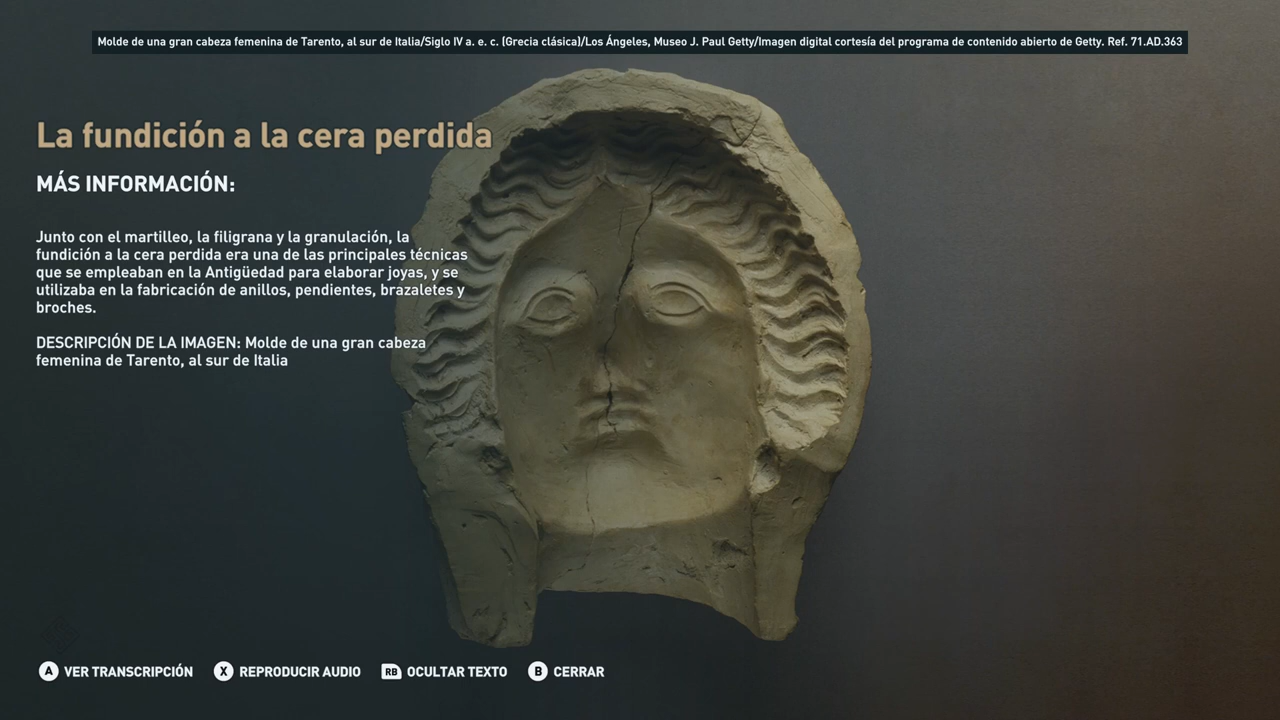 Molde de una gran cabeza femenina de Tarento, al sur de Italia/Siglo IV a. e. c. (Grecia clásica)/Los Ángeles, Museo J. Paul Getty/Imagen digital cortesía del programa de contenido abierto de Getty. Ref. 71.AD.363
La fundición a la cera perdida
MÁS INFORMACIÓN:
Junto con el martilleo, la filigrana y la granulación, la
fundición a la cera perdida era una de las principales técnicas
que se empleaban en la Antigüedad para elaborar joyas, y se
utilizaba en la fabricación de anillos, pendientes, brazaletes y
broches.
DESCRIPCIÓN DE LA IMAGEN: Molde de una gran cabeza
femenina de Tarento, al sur de Italia
A VER TRANSCRIPCIÓN X REPRODUCIR AUDIO RB OCULTAR TEXTO B CERRAR